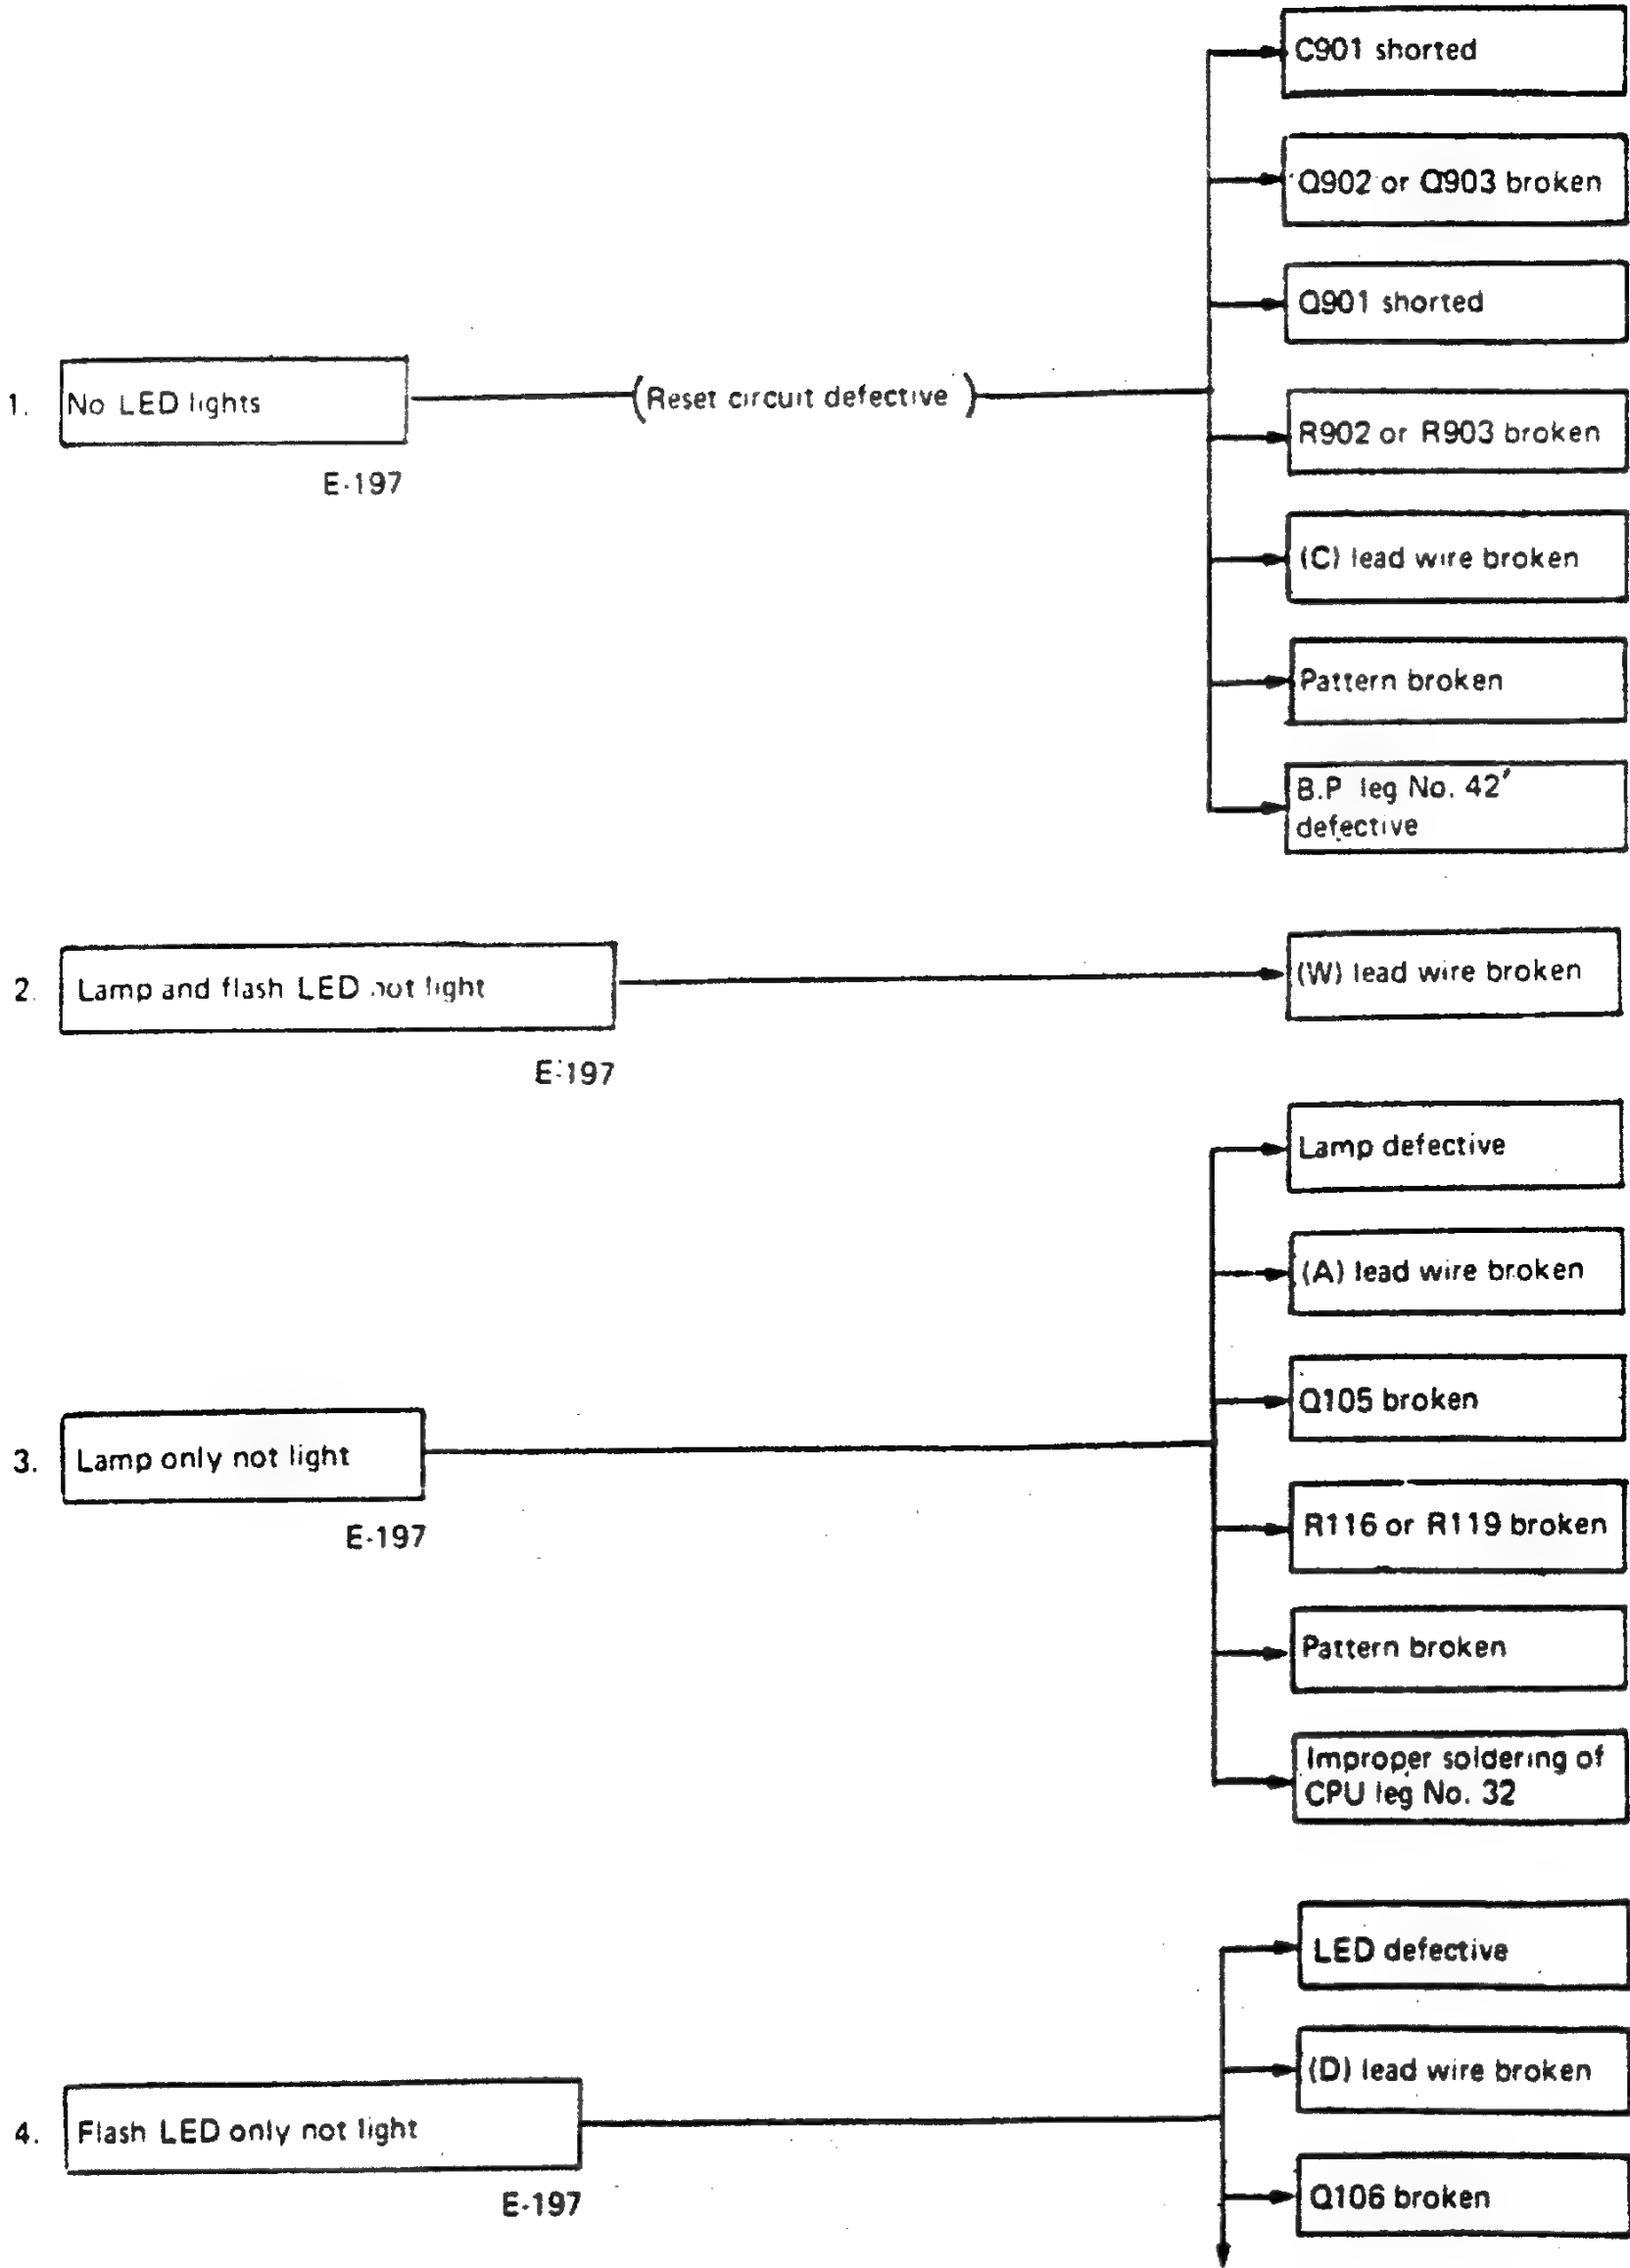 C901 shorted
Q902 or Q903 broken
Q901 shorted
1. No LED lights
(Reset circuit defective)
R902 or R903 broken
E-197
(C) lead wire broken
Pattern broken
B.P leg No. 42'
defective
2. Lamp and flash LED not light
(W) lead wire broken
E-197
Lamp defective
(A) lead wire broken
Q105 broken
3. Lamp only not light
E-197
R116 or R119 broken
Pattern broken
Improper soldering of
CPU leg No. 32
LED defective
(D) lead wire broken
4. Flash LED only not light
E-197
Q106 broken